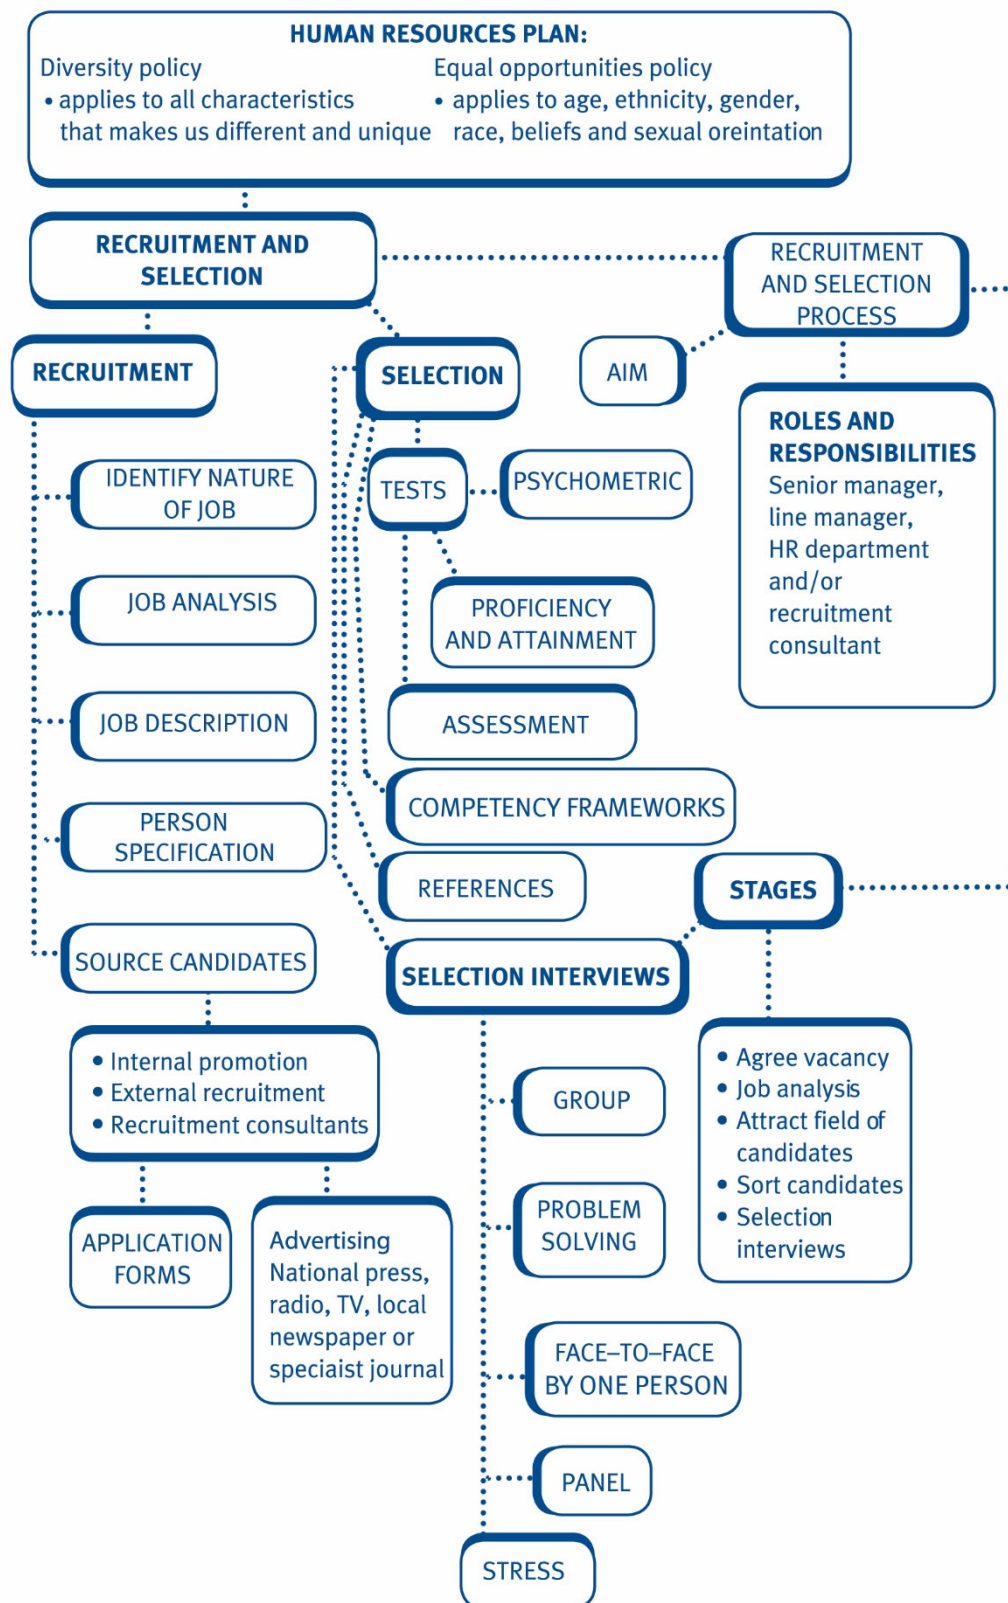 HUMAN RESOURCES PLAN:
Diversity policy
• applies to all characteristics
that makes us different and unique
Equal opportunities policy
• applies to age, ethnicity, gender,
race, beliefs and sexual oreintation
RECRUITMENT AND
SELECTION
RECRUITMENT
AND SELECTION
PROCESS
RECRUITMENT
SELECTION
AIM
ROLES AND
RESPONSIBILITIES
Senior manager,
line manager,
HR department
and/or
recruitment
consultant
IDENTIFY NATURE
OF JOB
JOB ANALYSIS
JOB DESCRIPTION
PERSON
SPECIFICATION
SOURCE CANDIDATES
• Internal promotion
• External recruitment
• Recruitment consultants
APPLICATION
FORMS
Advertising
National press,
radio, TV, local
newspaper or
speciaist journal
TESTS
PSYCHOMETRIC
PROFICIENCY
AND ATTAINMENT
ASSESSMENT
COMPETENCY FRAMEWORKS
REFERENCES
SELECTION INTERVIEWS
STAGES
• Agree vacancy
• Job analysis
• Attract field of
candidates
• Sort candidates
• Selection
interviews
GROUP
PROBLEM
SOLVING
FACE–TO–FACE
BY ONE PERSON
PANEL
STRESS